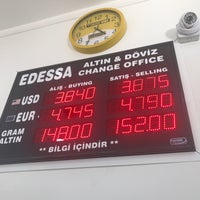 EDESSA
ALTIN & DÖVİZ
CHANGE OFFICE
ALIŞ - BUYING
SATIŞ - SELLING
USD 3.840 3.875
EUR 4.745 4.790
GRAM ALTIN 148.00 152.00
** BİLGİ İÇİNDİR **